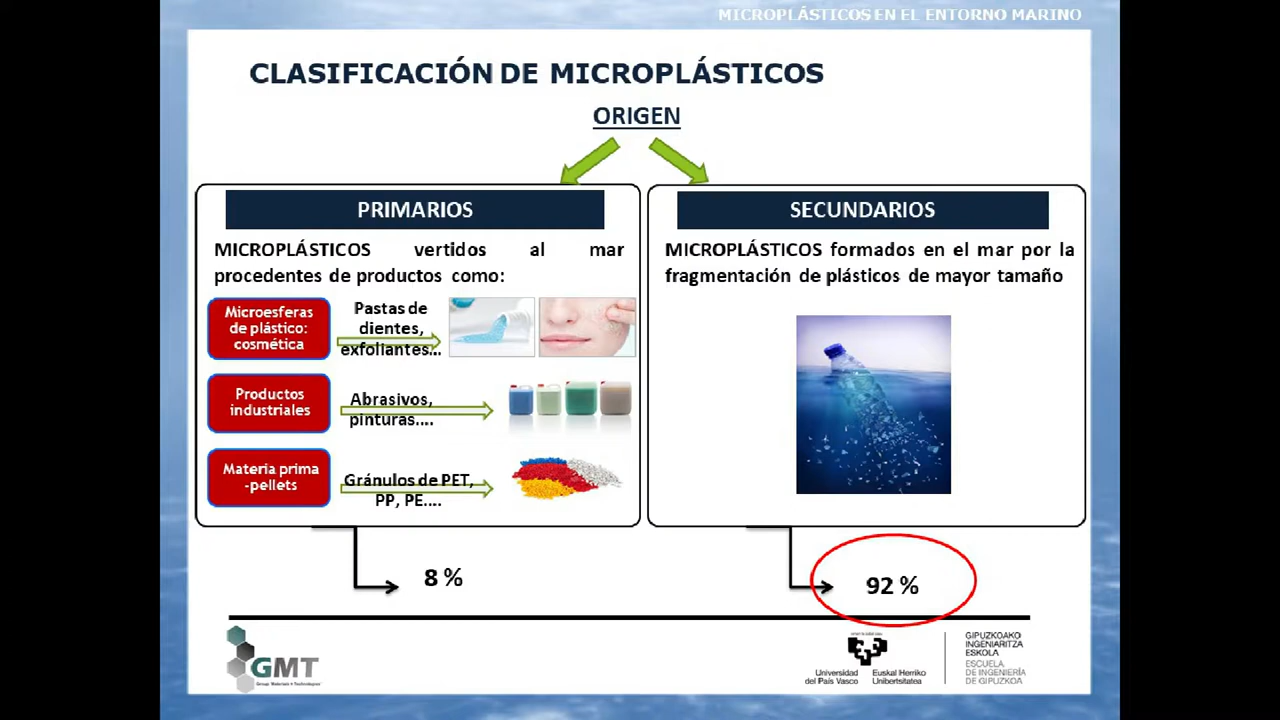 MICROPLÁSTICOS EN EL ENTORNO MARINO
CLASIFICACIÓN DE MICROPLÁSTICOS
ORIGEN
PRIMARIOS
MICROPLÁSTICOS vertidos al mar
procedentes de productos como:
Microesferas
de plástico:
cosmética
Pastas de
dientes,
exfoliantes...
Productos
industriales
Abrasivos,
pinturas....
Materia prima
-pellets
Gránulos de PET,
PP, PE....
8 %
SECUNDARIOS
MICROPLÁSTICOS formados en el mar por la
fragmentación de plásticos de mayor tamaño
92 %
GMT
Group Materials + Technologies
Universidad
del País Vasco
Euskal Herriko
Unibertsitatea
GIPUZKOAKO
INGENIARITZA
ESKOLA
ESCUELA
DE INGENIERÍA
DE GIPUZKOA